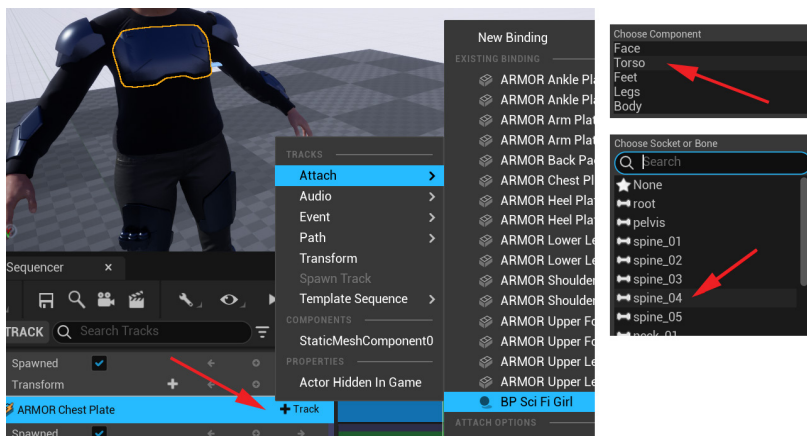 New Binding
EXISTING BINDING
ARMOR Ankle Pl
ARMOR Ankle Pl
ARMOR Arm Plat
ARMOR Arm Plat
ARMOR Back Pa
ARMOR Chest Pl
ARMOR Heel Pla
ARMOR Heel Pla
ARMOR Lower Le
ARMOR Lower Le
ARMOR Shoulder
ARMOR Shoulder
ARMOR Upper Fo
ARMOR Upper Fo
ARMOR Upper Le
ARMOR Upper Le
BP Sci Fi Girl
ATTACH OPTIONS
TRACKS
Attach
Audio
Event
Path
Transform
Spawn Track
Template Sequence
COMPONENTS
StaticMeshComponent0
PROPERTIES
Actor Hidden In Game
Sequencer
TRACK
Search Tracks
Spawned
Transform
ARMOR Chest Plate
Track
Spawned
Choose Component
Face
Torso
Feet
Legs
Body
Choose Socket or Bone
Search
None
root
pelvis
spine_01
spine_02
spine_03
spine_04
spine_05
neck_01